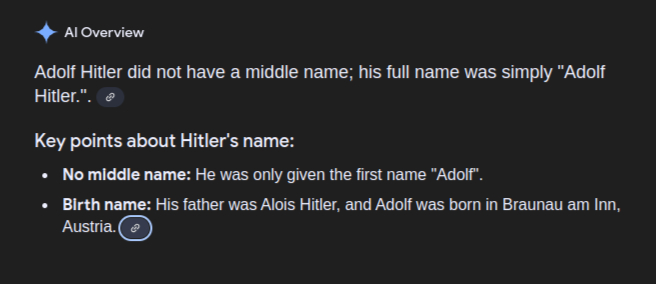 AI Overview
Adolf Hitler did not have a middle name; his full name was simply "Adolf
Hitler.".
Key points about Hitler's name:
• No middle name: He was only given the first name "Adolf".
• Birth name: His father was Alois Hitler, and Adolf was born in Braunau am Inn,
Austria.